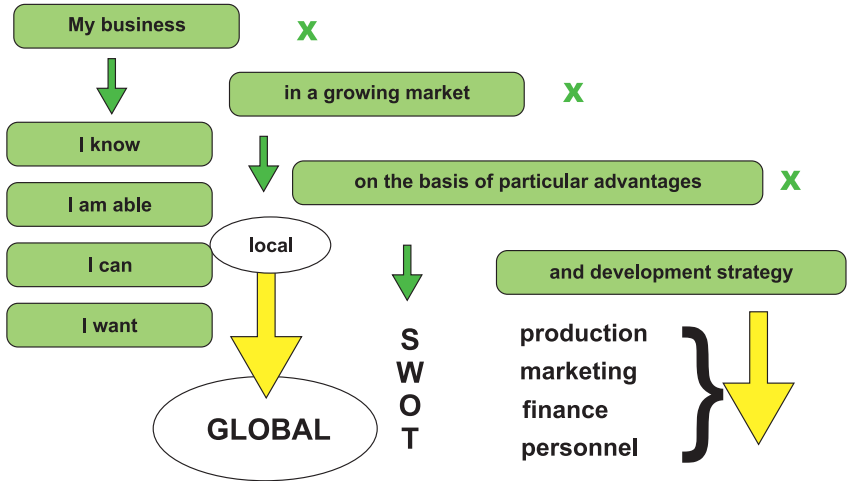 My business
x
in a growing market
x
on the basis of particular advantages
x
and development strategy
I know
I am able
I can
I want
local
GLOBAL
S
W
O
T
production
marketing
finance
personnel
}